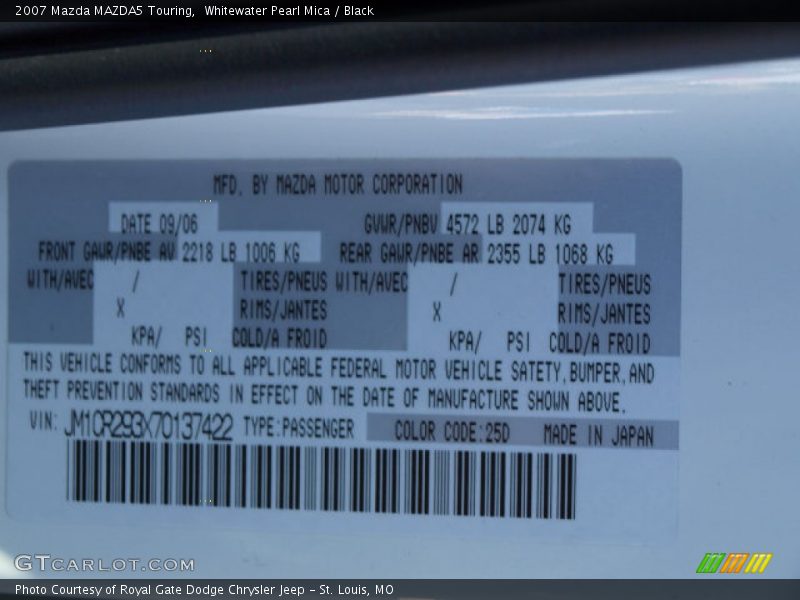 2007 Mazda MAZDA5 Touring, Whitewater Pearl Mica / Black
MFD. BY MAZDA MOTOR CORPORATION
DATE 09/06 GVWR/PNBV 4572 LB 2074 KG
FRONT GAWR/PNBE AV 2218 LB 1006 KG REAR GAWR/PNBE AR 2355 LB 1068 KG
WITH/AVEC / TIRES/PNEUS WITH/AVEC / TIRES/PNEUS
X RIMS/JANTES X RIMS/JANTES
KPA/ PSI COLD/A FROID KPA/ PSI COLD/A FROID
THIS VEHICLE CONFORMS TO ALL APPLICABLE FEDERAL MOTOR VEHICLE SAFETY, BUMPER, AND
THEFT PREVENTION STANDARDS IN EFFECT ON THE DATE OF MANUFACTURE SHOWN ABOVE.
VIN: JM1CR293X70137422 TYPE:PASSENGER COLOR CODE:25D MADE IN JAPAN
GTCARLOT.COM
Photo Courtesy of Royal Gate Dodge Chrysler Jeep - St. Louis, MO